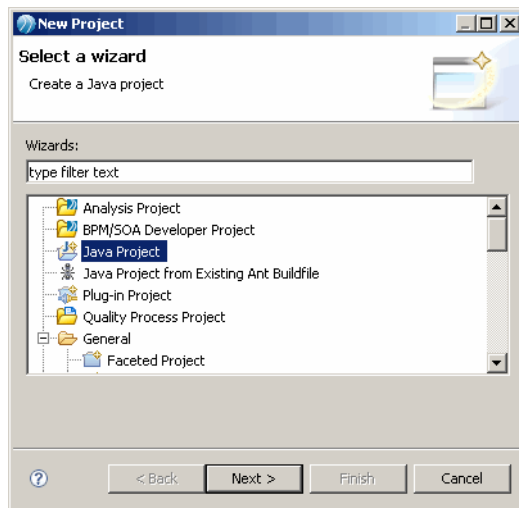 New Project
Select a wizard
Create a Java project
Wizards:
type filter text
Analysis Project
BPM/SOA Developer Project
Java Project
Java Project from Existing Ant Buildfile
Plug-in Project
Quality Process Project
General
Faceted Project
?
< Back Next > Finish Cancel